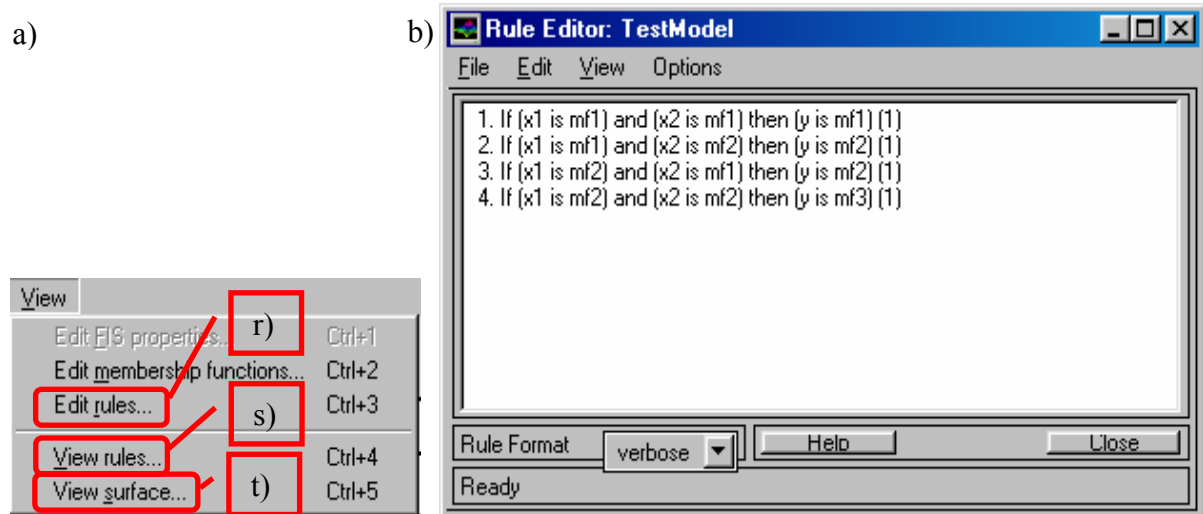 a)
b)
Rule Editor: TestModel
File Edit View Options
1. If (x1 is mf1) and (x2 is mf1) then (y is mf1) (1)
2. If (x1 is mf1) and (x2 is mf2) then (y is mf2) (1)
3. If (x1 is mf2) and (x2 is mf1) then (y is mf2) (1)
4. If (x1 is mf2) and (x2 is mf2) then (y is mf3) (1)
Rule Format verbose Help Close
Ready
View
Edit FIS properties... Ctrl+1
r)
Edit membership functions... Ctrl+2
Edit rules... Ctrl+3
s)
View rules... Ctrl+4
View surface... Ctrl+5
t)